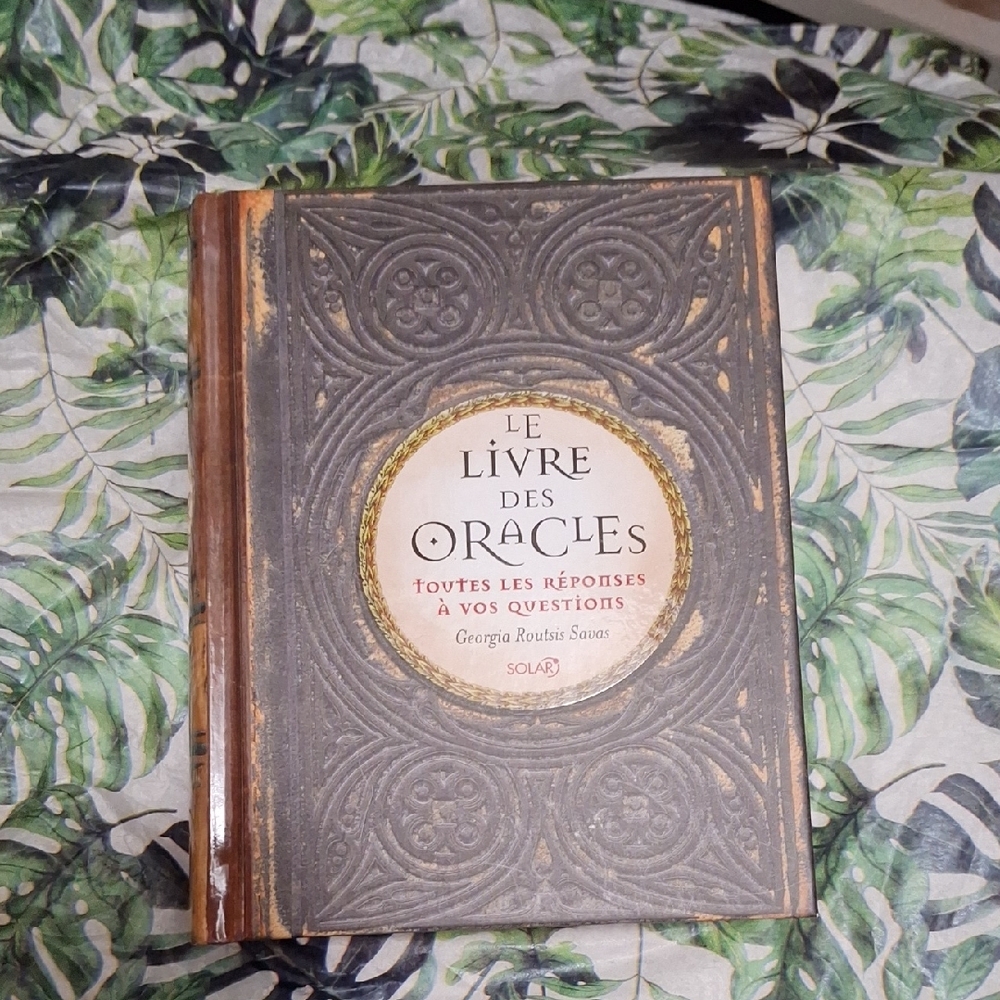 LE
LIVRE
DES
ORACLES
TOUTES LES RÉPONSES
À VOS QUESTIONS
Georgia Routsis Savas
SOLAR